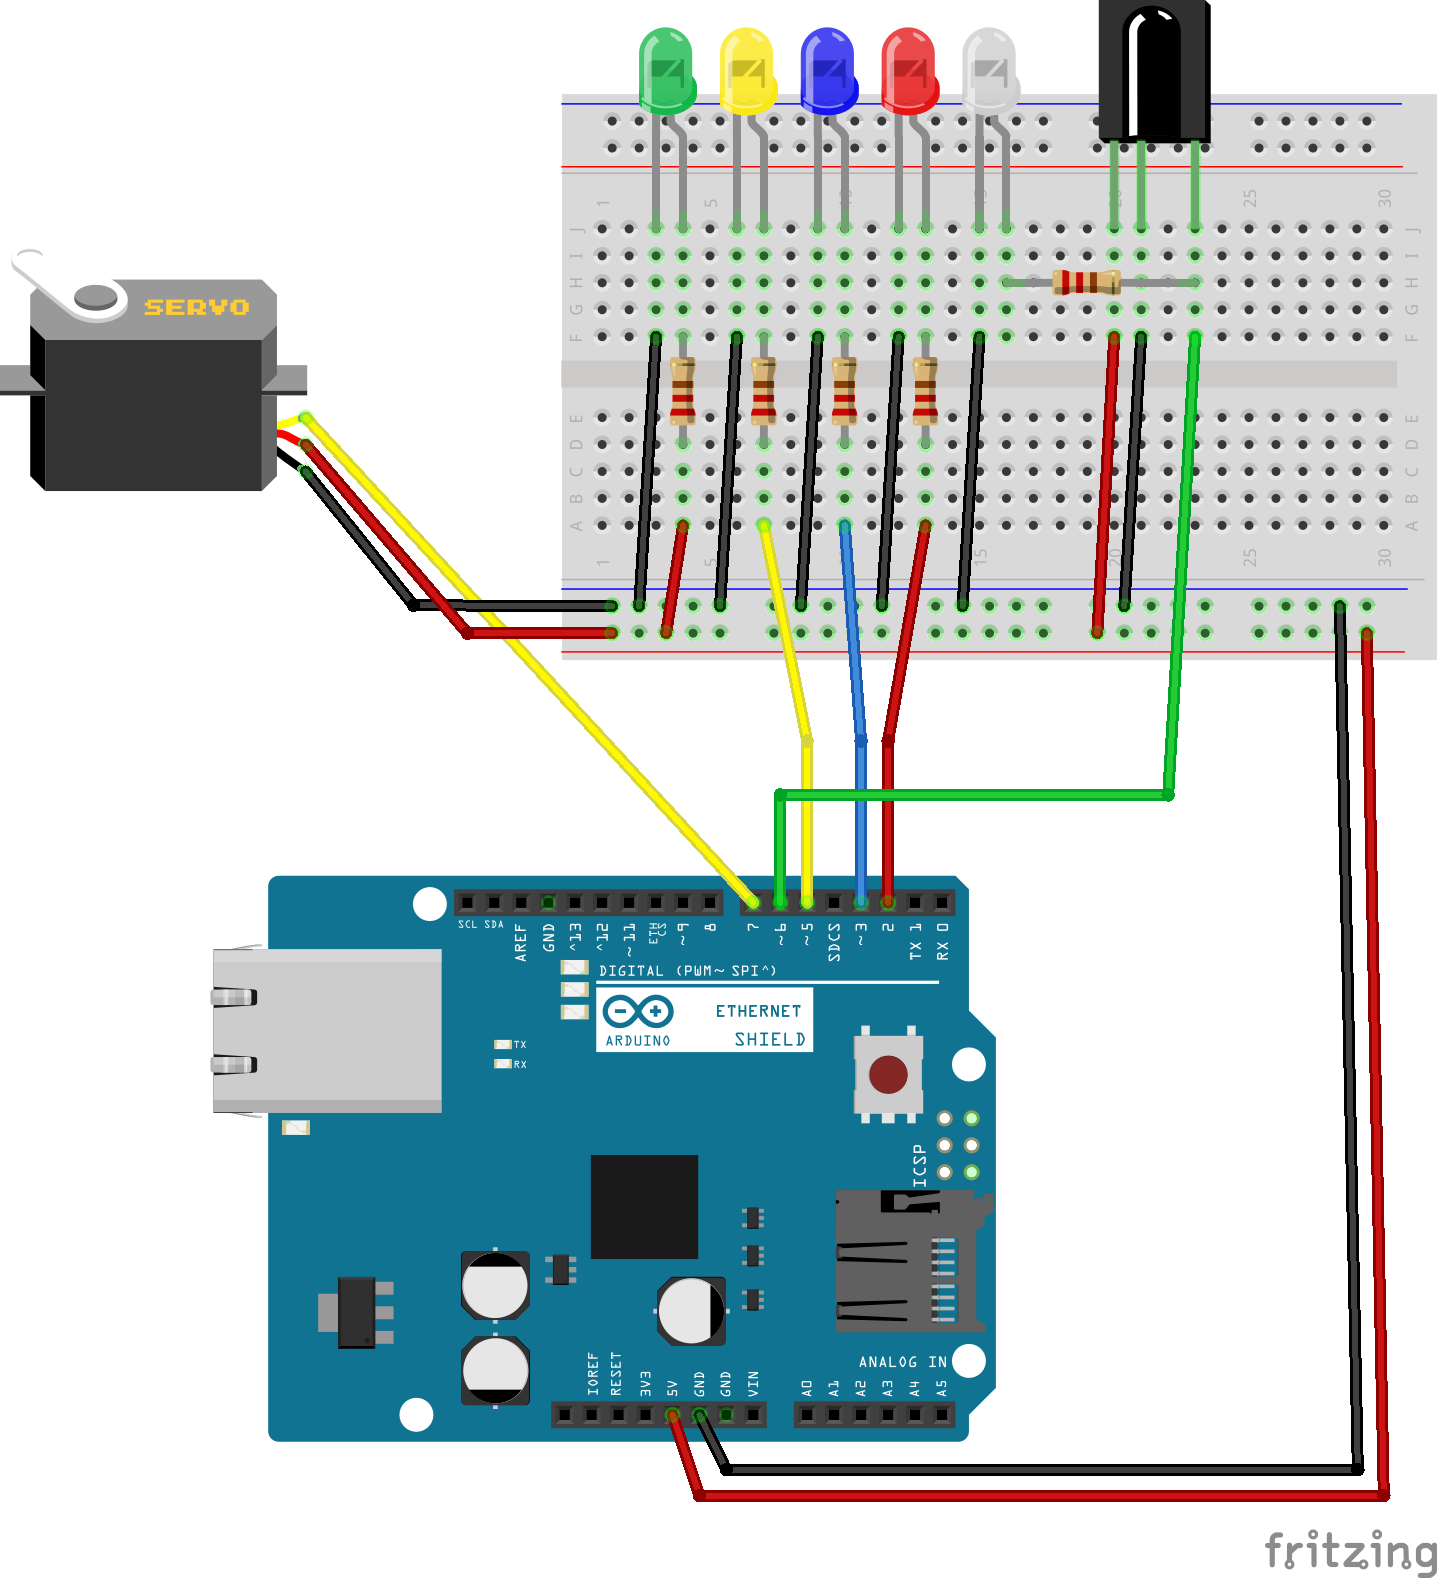 1 5 10 15 20 25 30
J J
I I
H H
G G
F F
SERVO
E E
D D
C C
B B
A A
1 5 15 25 30
SCL SDA AREF GND ^13 ^12 ~11 ETH CS ~9 8 7 ~6 ~5 SDCS ~3 2 TX 1 RX 0
DIGITAL (PWM~ SPI^)
ETHERNET
SHIELD
ARDUINO
TX
RX
ICSP
ANALOG IN
IOREF RESET 3V3 5V GND GND VIN A0 A1 A2 A3 A4 A5
fritzing